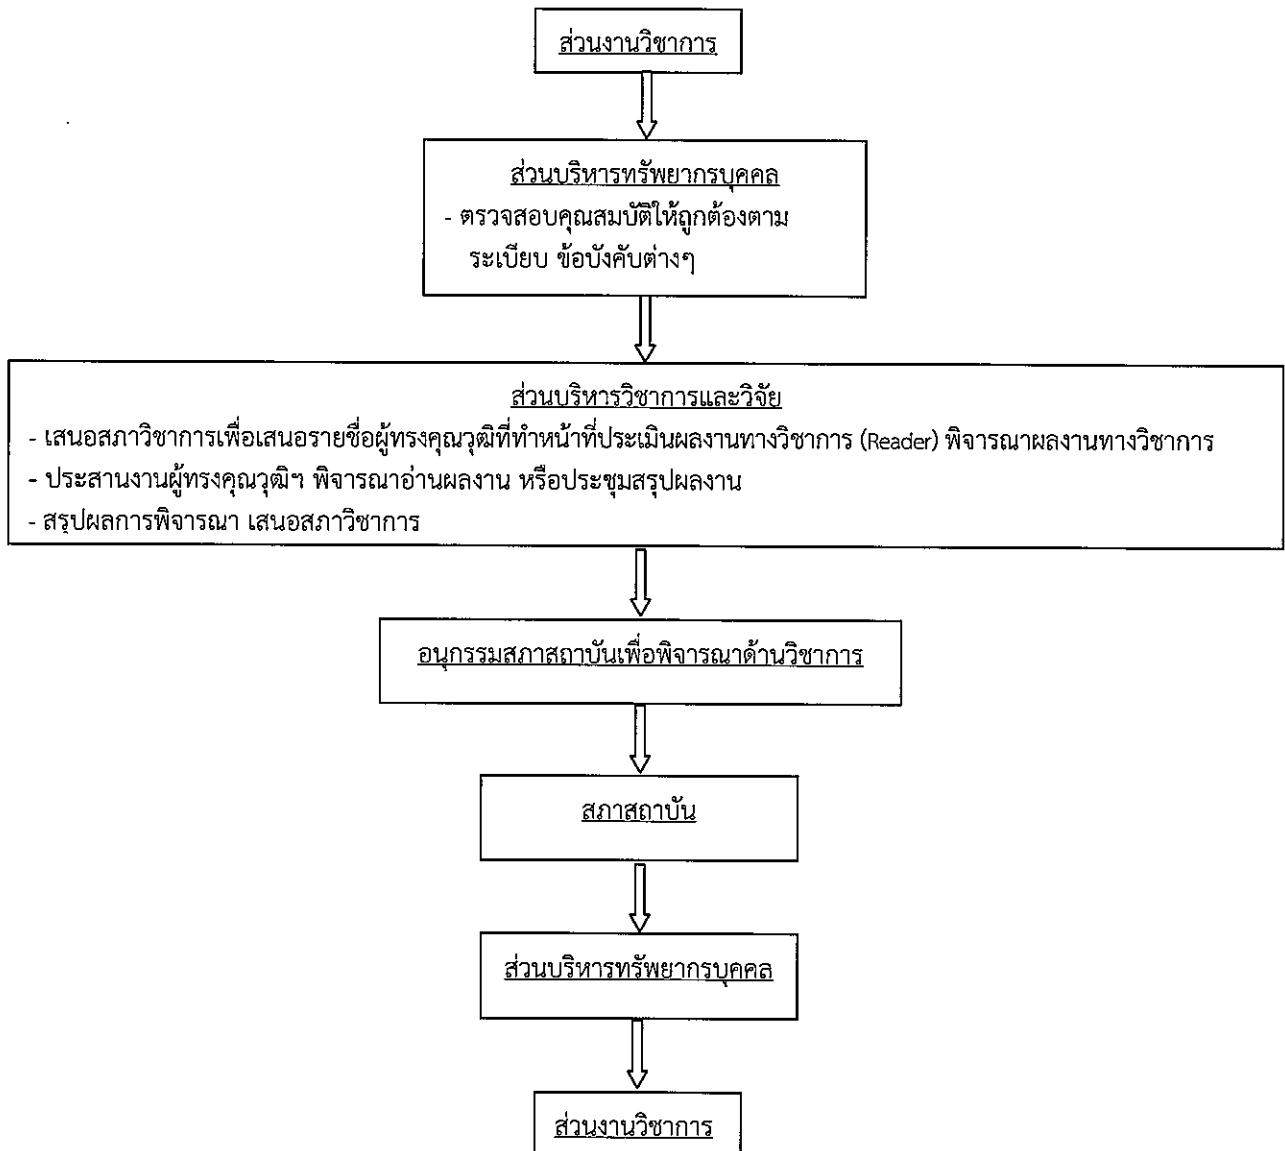 ส่วนงานวิชาการ
ส่วนบริหารทรัพยากรบุคคล
- ตรวจสอบคุณสมบัติให้ถูกต้องตาม
ระเบียบ ข้อบังคับต่างๆ
ส่วนบริหารวิชาการและวิจัย
- เสนอสภาวิชาการเพื่อเสนอรายชื่อผู้ทรงคุณวุฒิที่ทำหน้าที่ประเมินผลงานทางวิชาการ (Reader) พิจารณาผลงานทางวิชาการ
- ประสานงานผู้ทรงคุณวุฒิฯ พิจารณาอ่านผลงาน หรือประชุมสรุปผลงาน
- สรุปผลการพิจารณา เสนอสภาวิชาการ
อนุกรรมสภาสถาบันเพื่อพิจารณาด้านวิชาการ
สภาสถาบัน
ส่วนบริหารทรัพยากรบุคคล
ส่วนงานวิชาการ